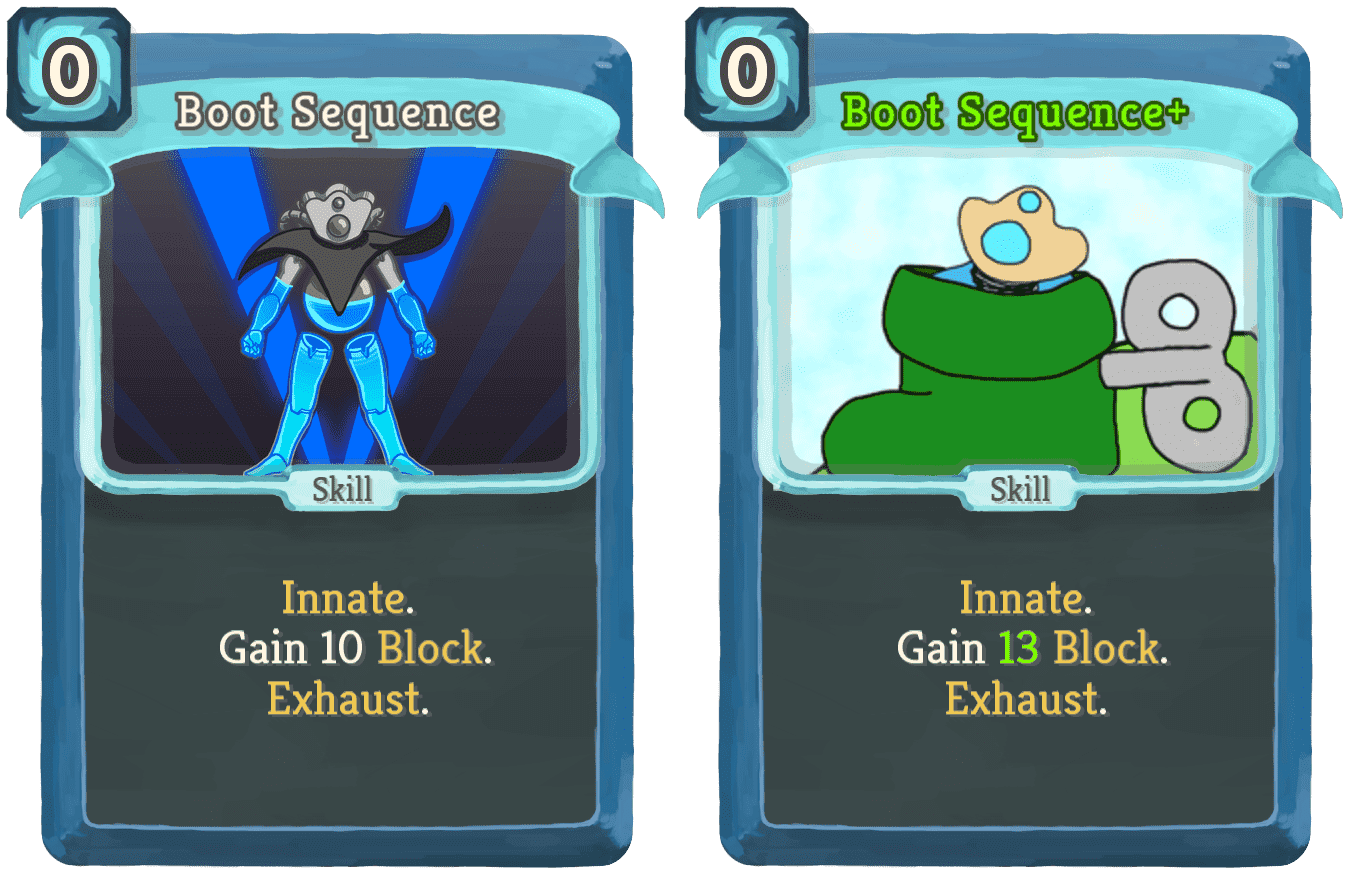 0
Boot Sequence
Skill
Innate.
Gain 10 Block.
Exhaust.
0
Boot Sequence+
Skill
Innate.
Gain 13 Block.
Exhaust.